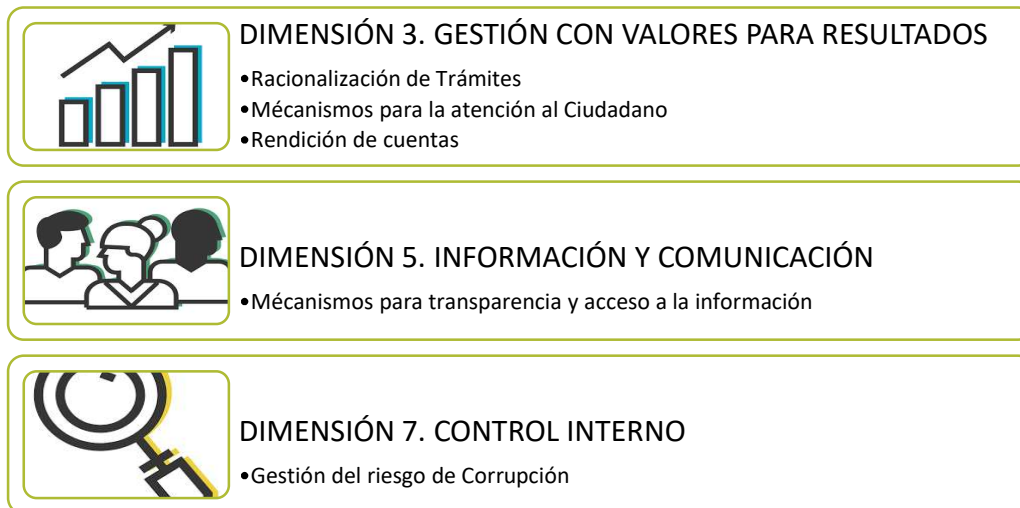 DIMENSIÓN 3. GESTIÓN CON VALORES PARA RESULTADOS
•Racionalización de Trámites
•Mécanismos para la atención al Ciudadano
•Rendición de cuentas
DIMENSIÓN 5. INFORMACIÓN Y COMUNICACIÓN
•Mécanismos para transparencia y acceso a la información
DIMENSIÓN 7. CONTROL INTERNO
•Gestión del riesgo de Corrupción